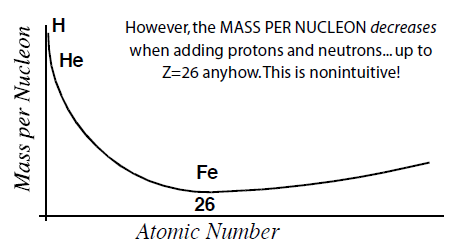 H
However, the MASS PER NUCLEON decreases
when adding protons and neutrons... up to
Z=26 anyhow. This is nonintuitive!
He
Mass per Nucleon
Fe
26
Atomic Number